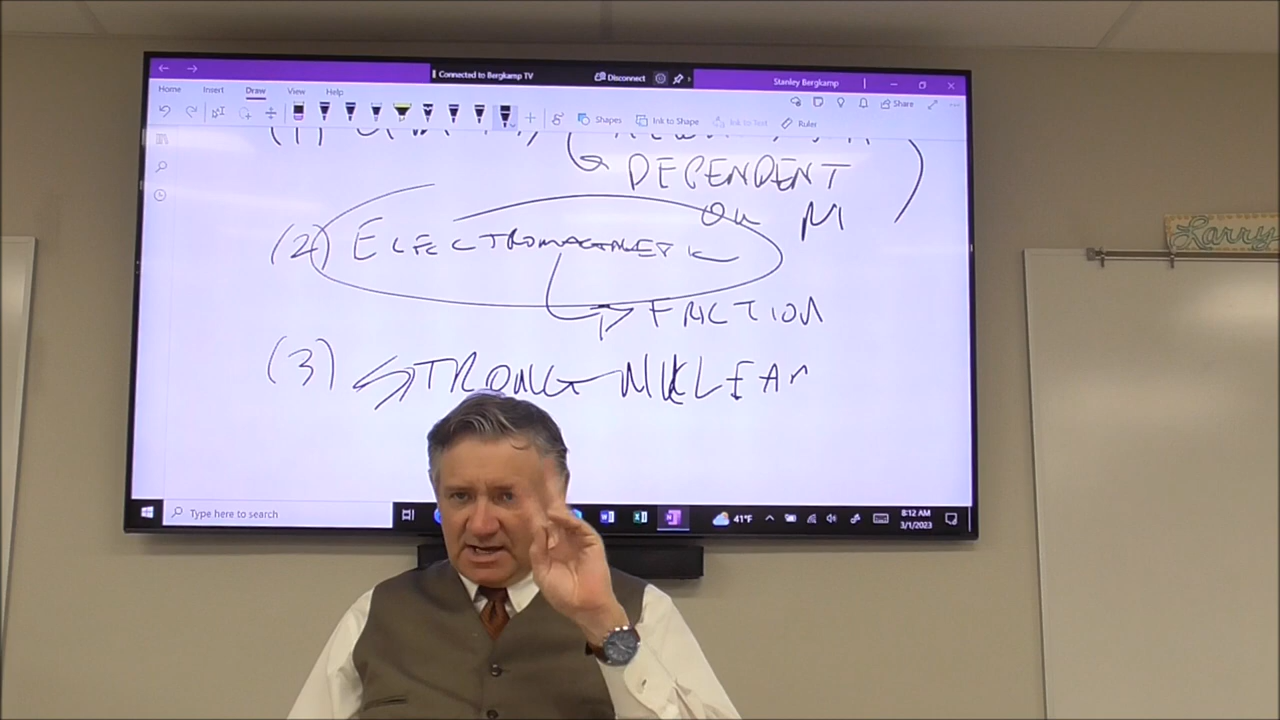 Connected to Bergkamp TV
Disconnect
Stanley Bergkamp
Home Insert Draw View Help
Share
Shapes Ink to Shape Ink to Text Ruler
(1)
DEPENDENT
ON M
(2) ELECTROMAGNETIC
FRICTION
(3) STRONG NUCLEAR
Larry
Type here to search
41°F
8:12 AM
3/1/2023